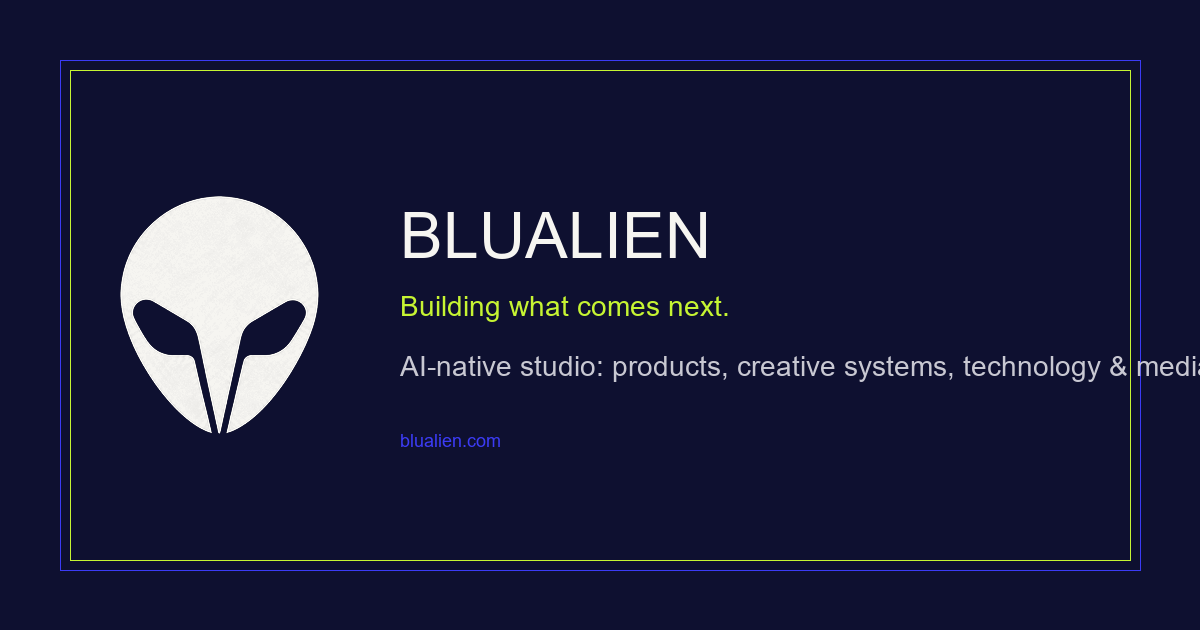 BLUALIEN
Building what comes next.
AI-native studio: products, creative systems, technology & media
blualien.com